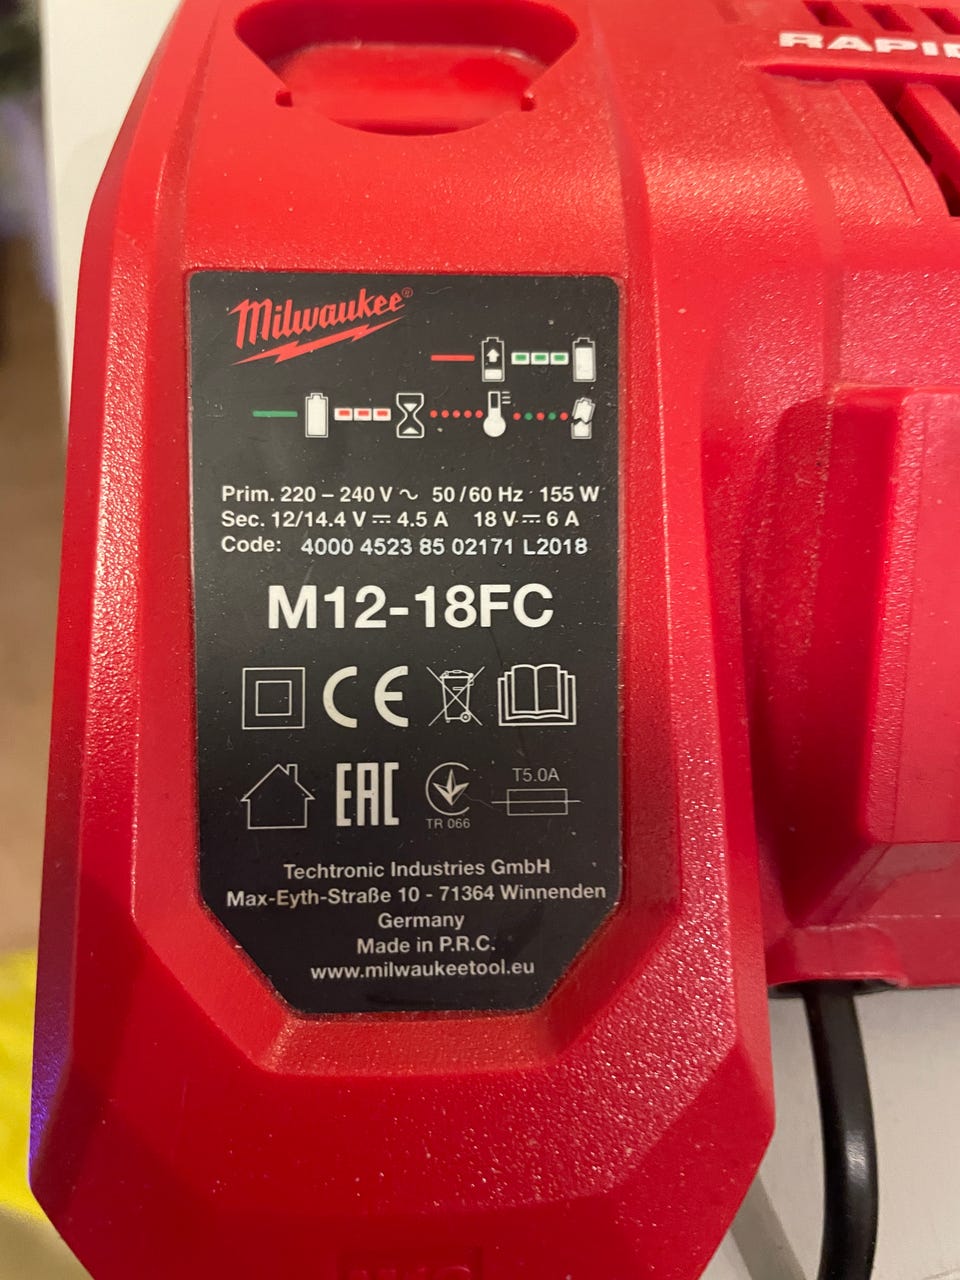 RAPID
Milwaukee®
Prim. 220 – 240 V ~ 50/60 Hz 155 W
Sec. 12/14.4 V ⎓ 4.5 A 18 V ⎓ 6 A
Code: 4000 4523 85 02171 L2018
M12-18FC
CE
EAC
T5.0A
TR 066
Techtronic Industries GmbH
Max-Eyth-Straße 10 - 71364 Winnenden
Germany
Made in P.R.C.
www.milwaukeetool.eu